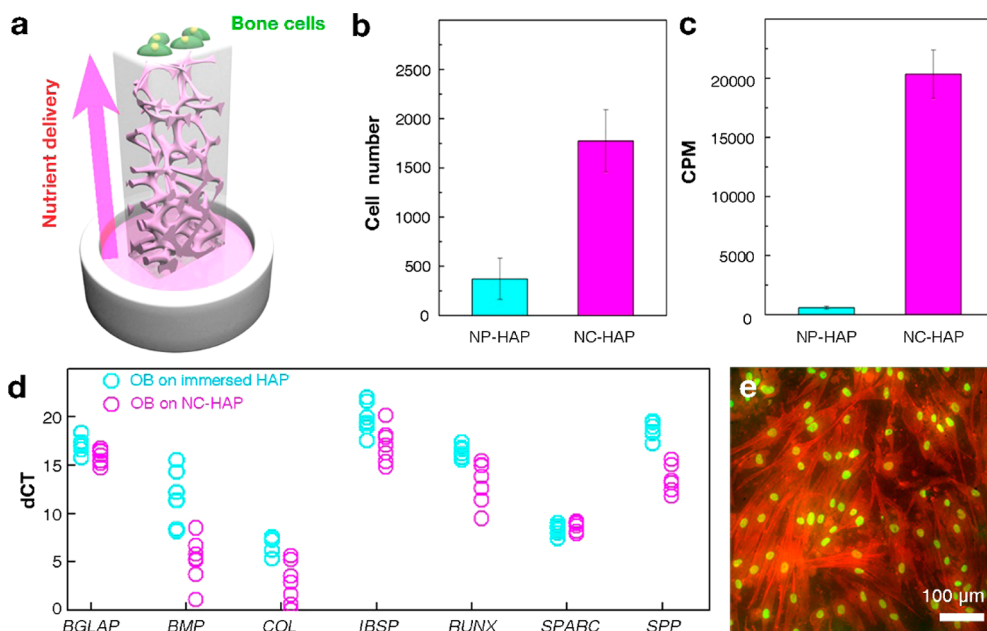 a
Bone cells
Nutrient delivery
b
Cell number
2500
2000
1500
1000
500
0
NP-HAP
NC-HAP
c
CPM
20000
15000
10000
5000
0
NP-HAP
NC-HAP
d
OB on immersed HAP
OB on NC-HAP
dCT
20
15
10
5
0
BGLAP
BMP
COL
IBSP
RUNX
SPARC
SPP
e
100 µm